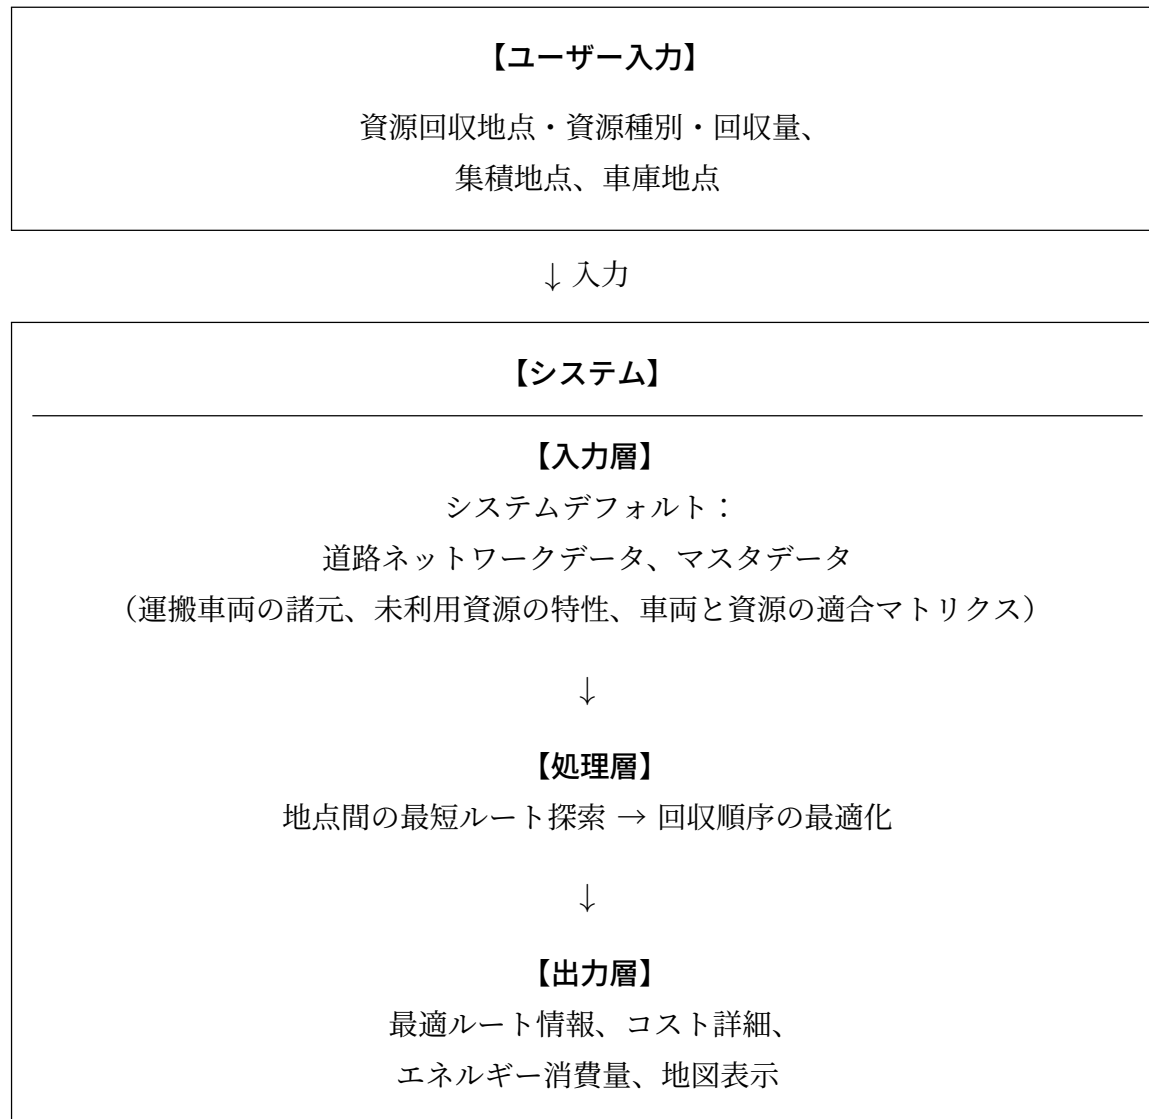 【ユーザー入力】
資源回収地点・資源種別・回収量、
集積地点、車庫地点
↓ 入力
【システム】
【入力層】
システムデフォルト：
道路ネットワークデータ、マスタデータ
（運搬車両の諸元、未利用資源の特性、車両と資源の適合マトリクス）
↓
【処理層】
地点間の最短ルート探索 → 回収順序の最適化
↓
【出力層】
最適ルート情報、コスト詳細、
エネルギー消費量、地図表示